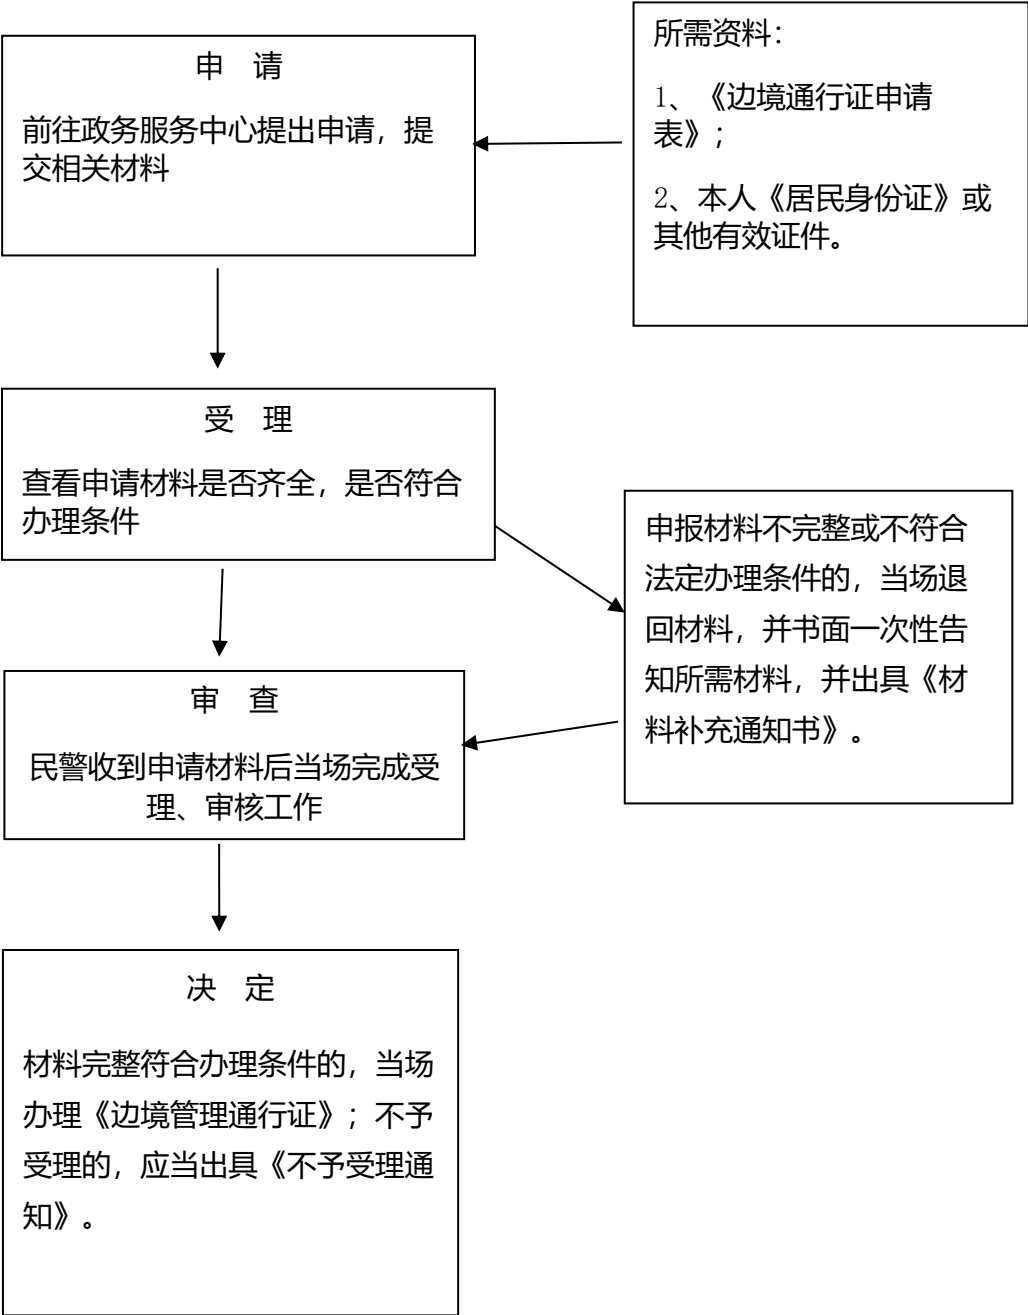 申 请
前往政务服务中心提出申请，提
交相关材料
所需资料：
1、《边境通行证申请
表》；
2、本人《居民身份证》或
其他有效证件。
受 理
查看申请材料是否齐全，是否符合
办理条件
申报材料不完整或不符合
法定办理条件的，当场退
回材料，并书面一次性告
知所需材料，并出具《材
料补充通知书》。
审 查
民警收到申请材料后当场完成受
理、审核工作
决 定
材料完整符合办理条件的，当场
办理《边境管理通行证》；不予
受理的，应当出具《不予受理通
知》。